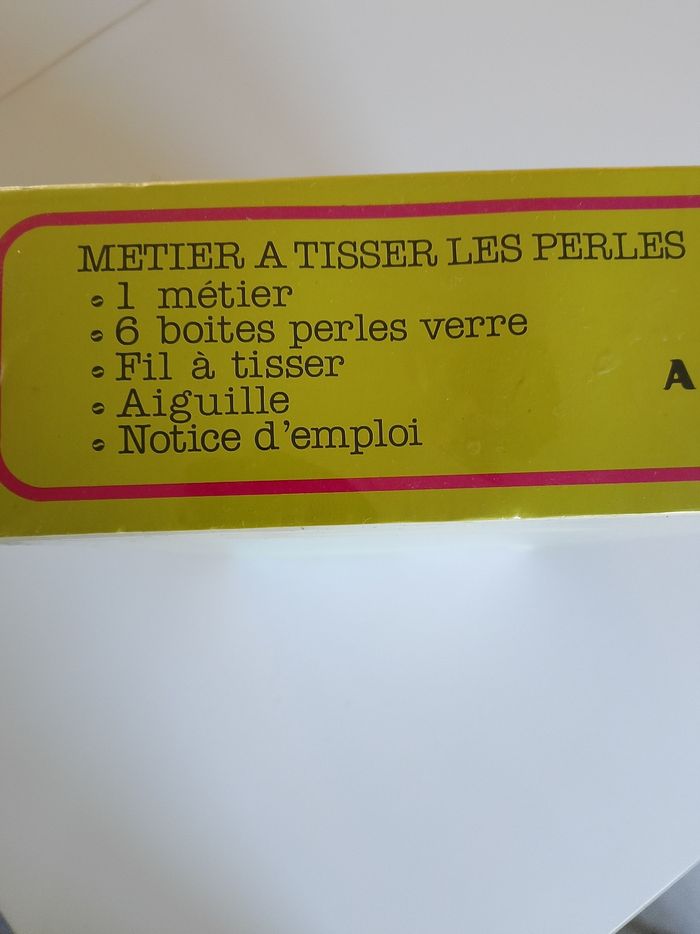 METIER A TISSER LES PERLES
1 métier
6 boites perles verre
Fil à tisser
Aiguille
Notice d'emploi
A